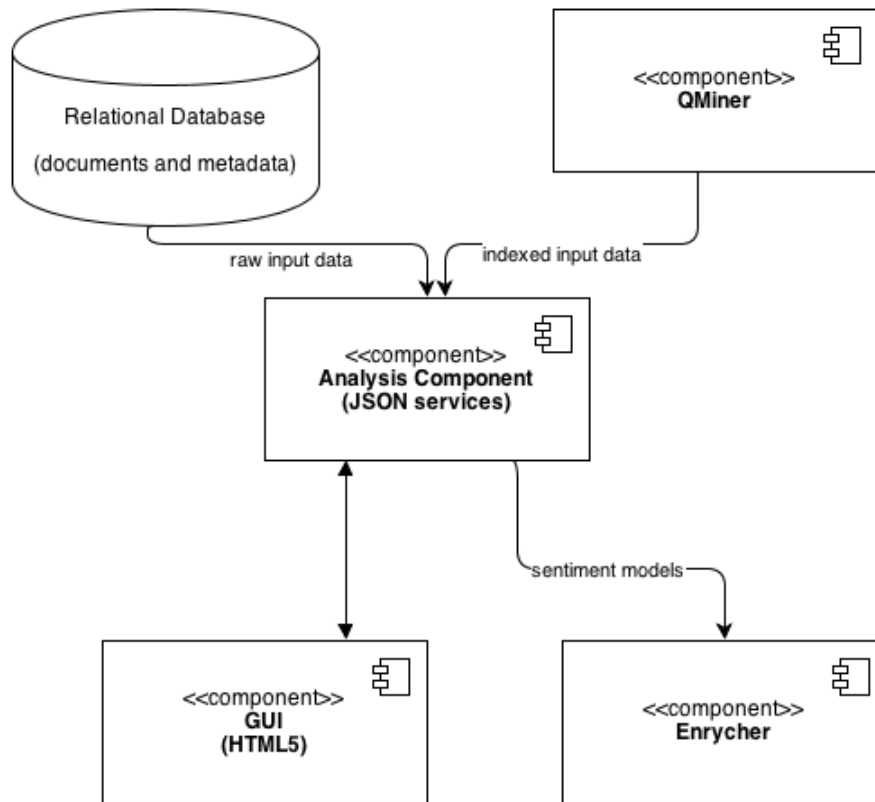 Relational Database
(documents and metadata)
<<component>>
QMiner
raw input data
indexed input data
<<component>>
Analysis Component
(JSON services)
sentiment models
<<component>>
GUI
(HTML5)
<<component>>
Enrycher